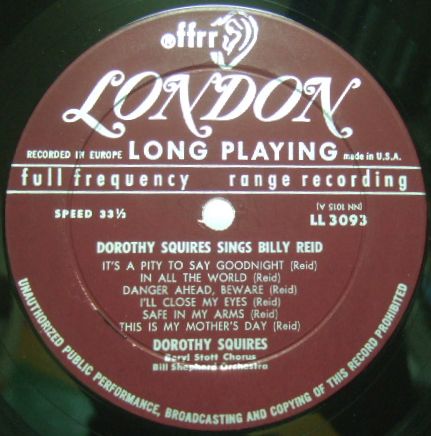 ®ffrr
LONDON
RECORDED IN EUROPE LONG PLAYING made in U.S.A.
full frequency range recording
SPEED 33⅓
(NN 1015 A)
LL 3093
DOROTHY SQUIRES SINGS BILLY REID
IT'S A PITY TO SAY GOODNIGHT (Reid)
IN ALL THE WORLD (Reid)
DANGER AHEAD, BEWARE (Reid)
I'LL CLOSE MY EYES (Reid)
SAFE IN MY ARMS (Reid)
THIS IS MY MOTHER'S DAY (Reid)
DOROTHY SQUIRES
Beryl Stott Chorus
Bill Shepherd Orchestra
UNAUTHORIZED PUBLIC PERFORMANCE, BROADCASTING AND COPYING OF THIS RECORD PROHIBITED